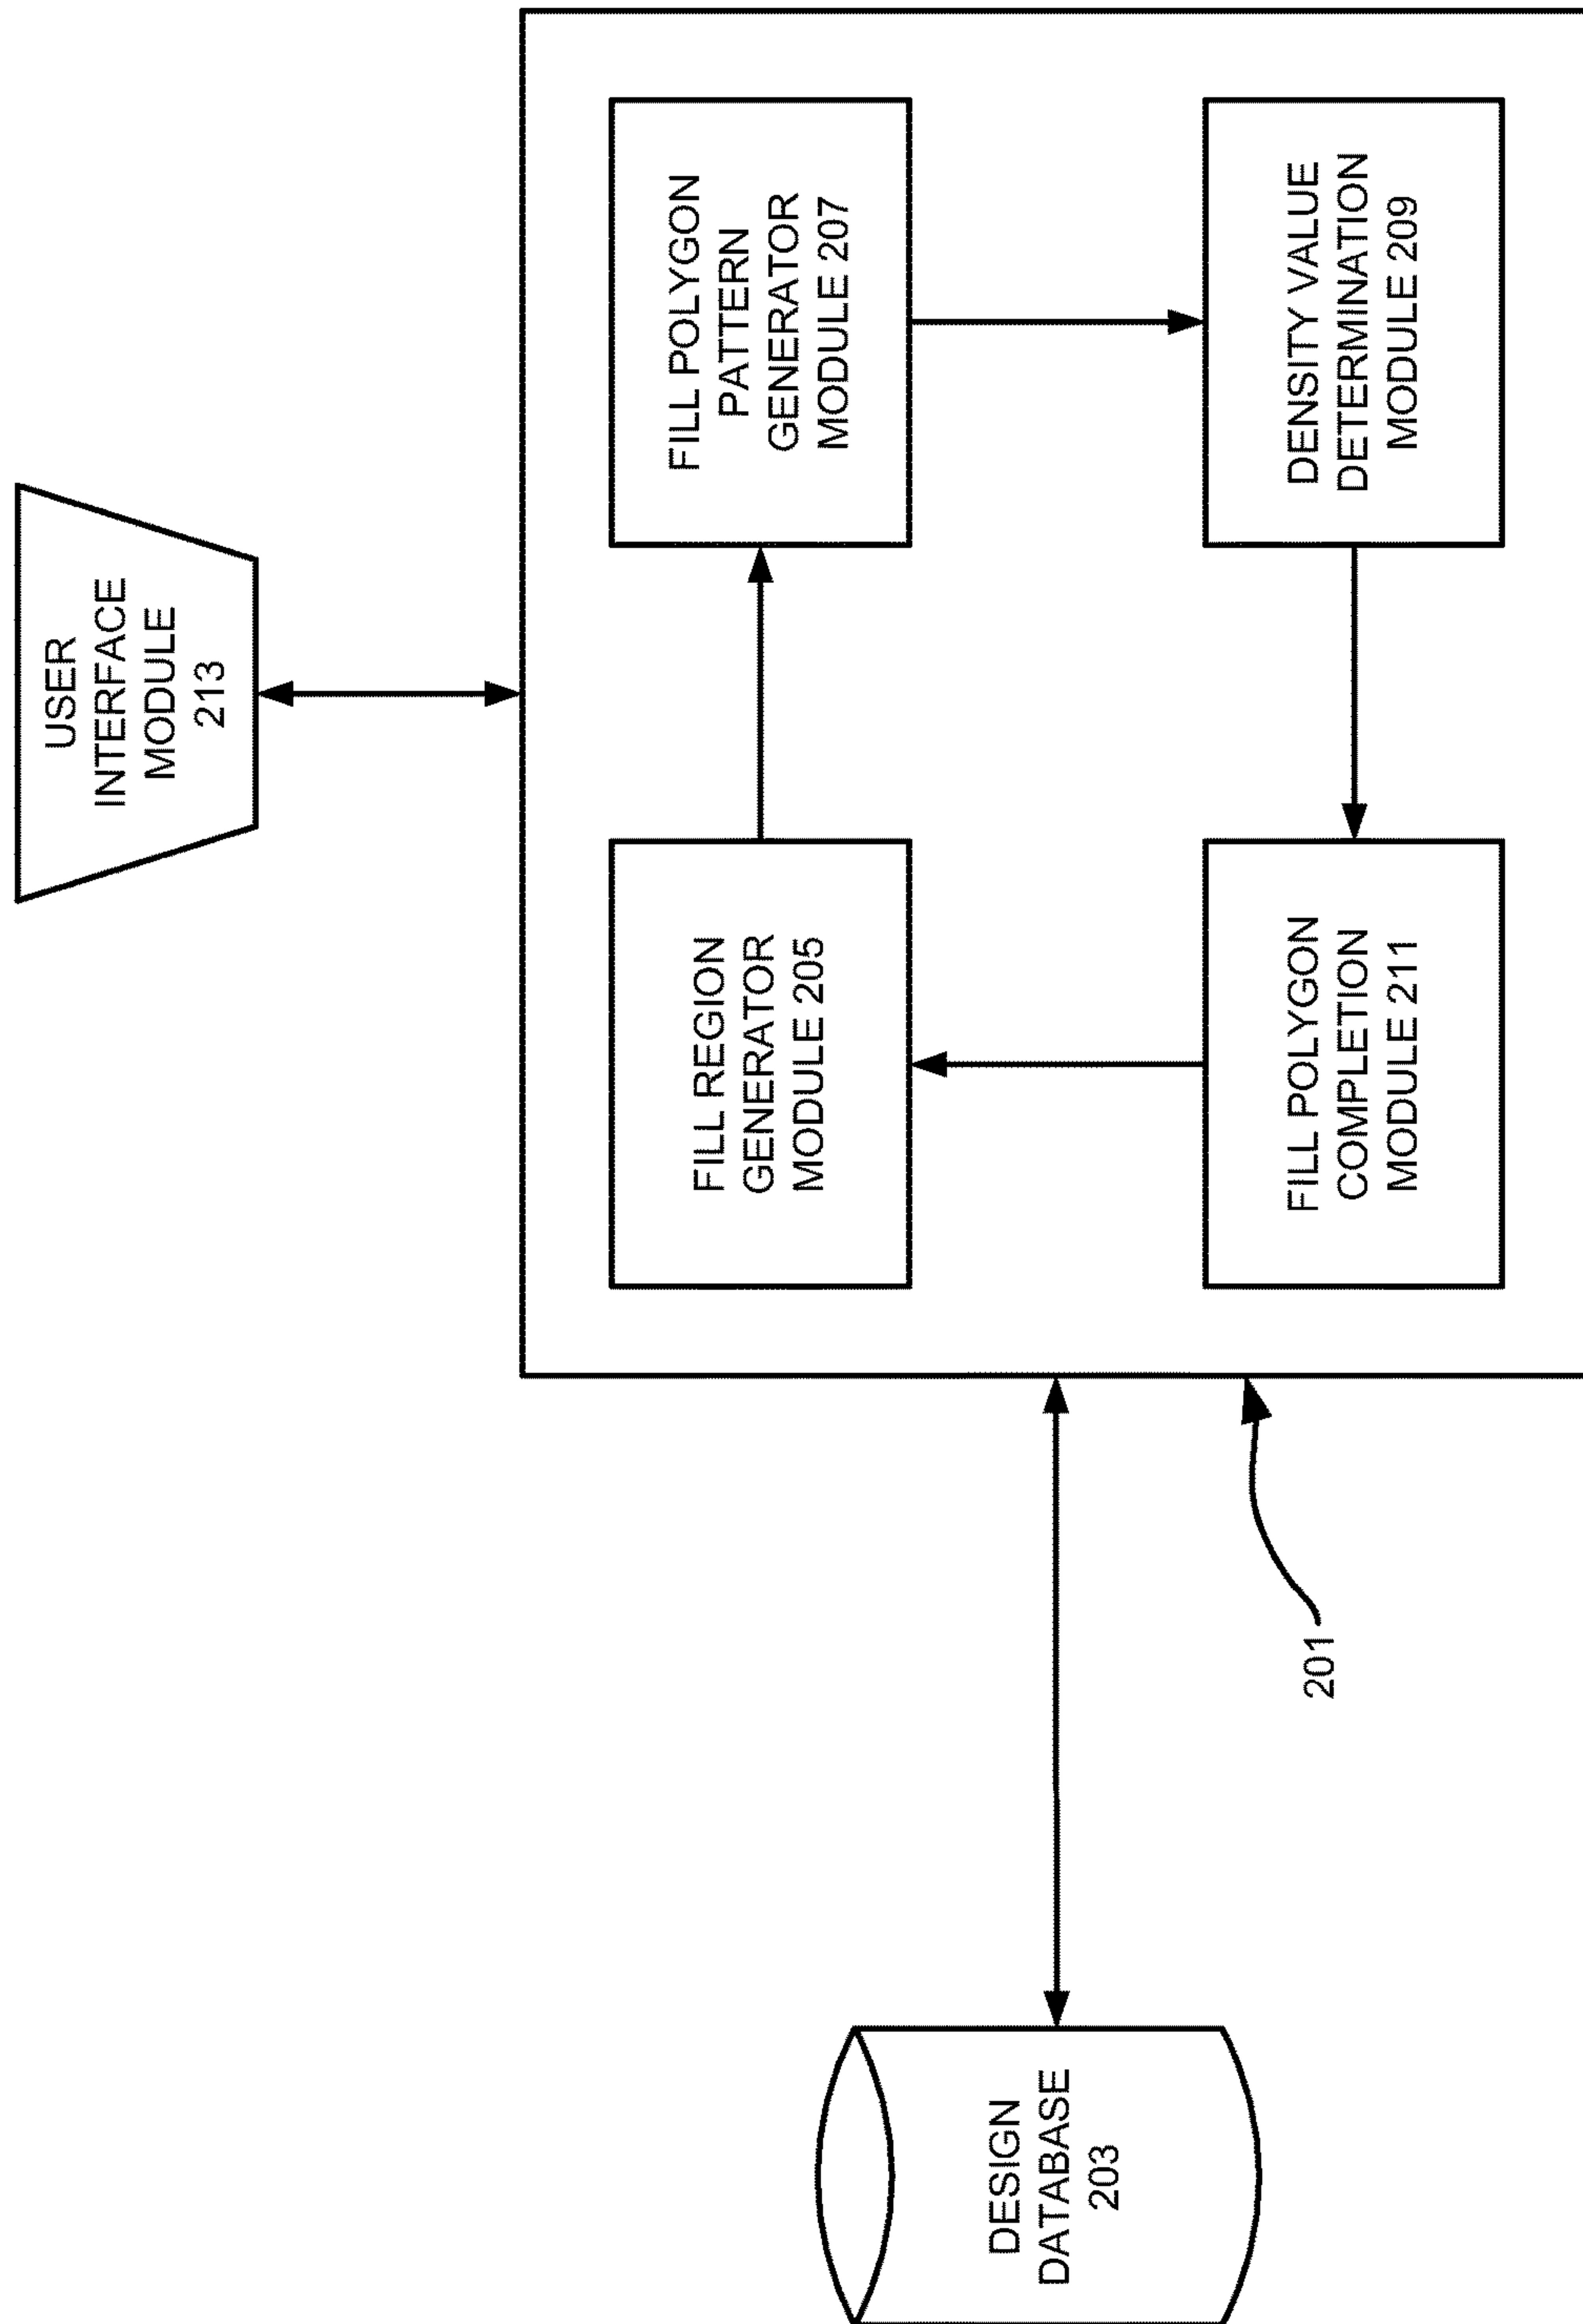 USER
INTERFACE
MODULE
213
FILL REGION
GENERATOR
MODULE 205
FILL POLYGON
PATTERN
GENERATOR
MODULE 207
DESIGN
DATABASE
203
FILL POLYGON
COMPLETION
MODULE 211
DENSITY VALUE
DETERMINATION
MODULE 209
201